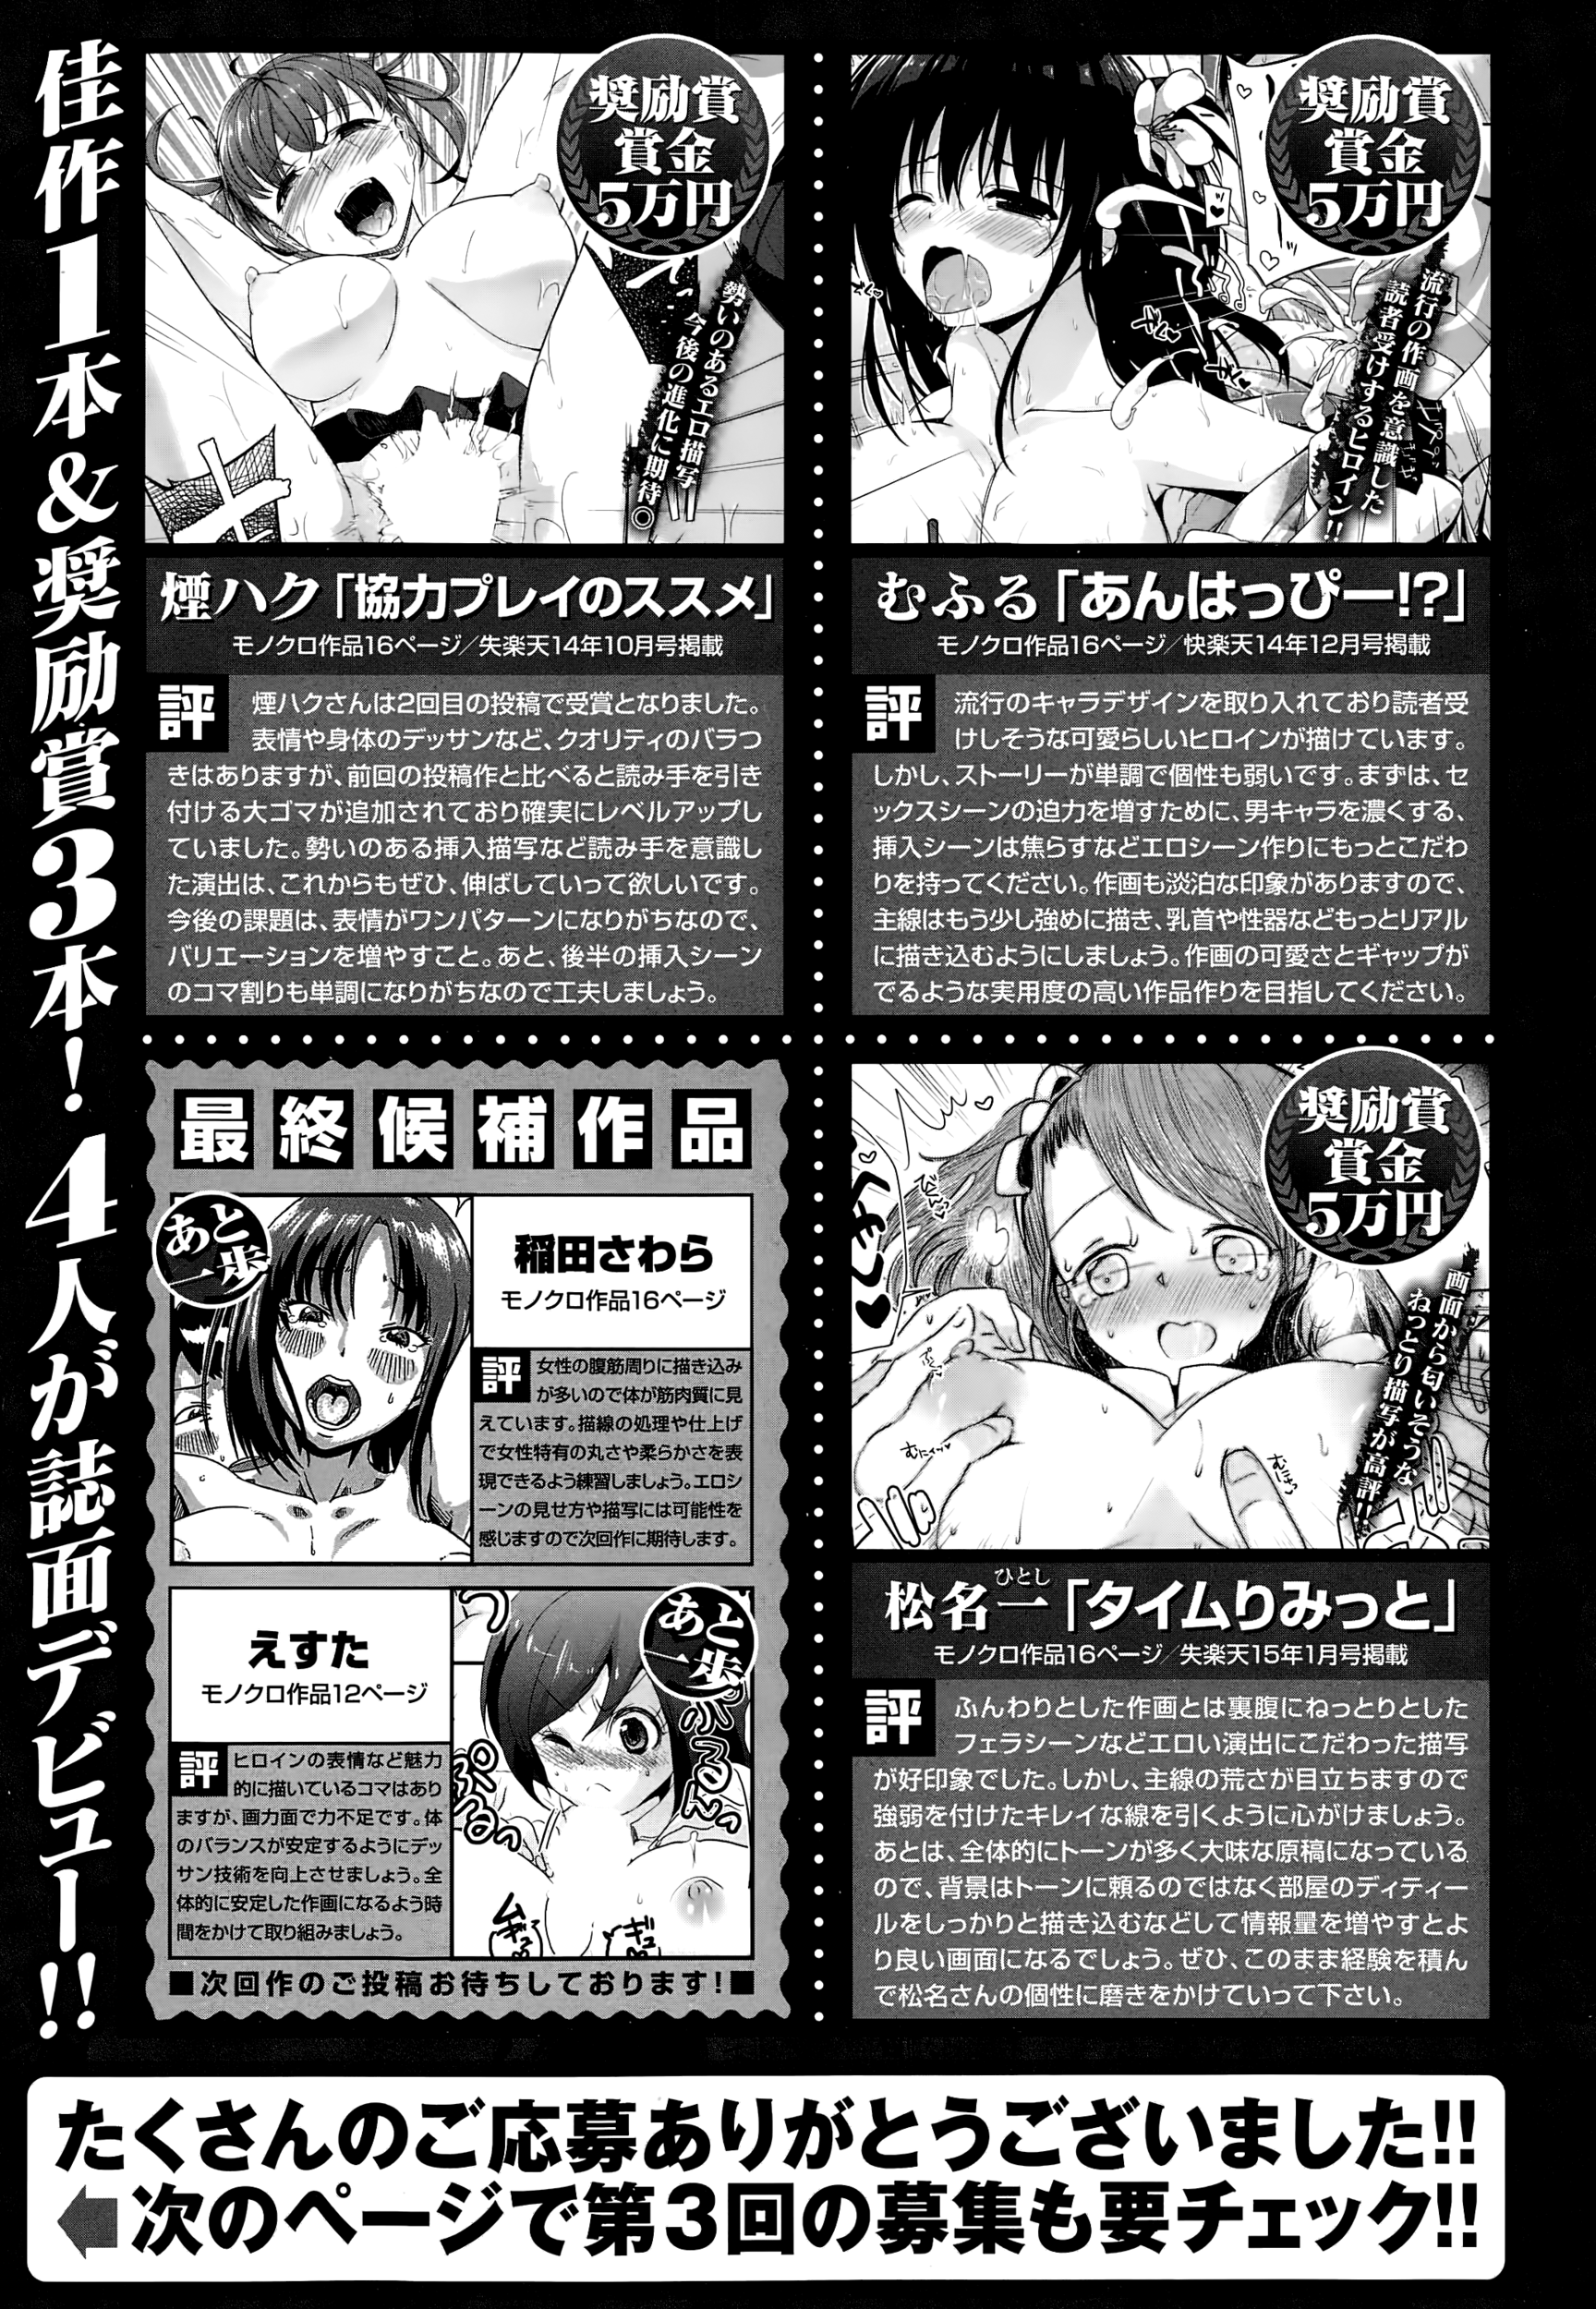 佳作1本&奨励賞3本!4人が誌面デビュー!!
奨励賞
賞金
5万円
流行の作画を意識した
読者受けするヒロイン!!
むふる「あんはっぴー!?」
モノクロ作品16ページ/快楽天14年12月号掲載
評
流行のキャラデザインを取り入れており読者受
けしそうな可愛らしいヒロインが描けています。
しかし、ストーリーが単調で個性も弱いです。まずは、セ
ックスシーンの迫力を増すために、男キャラを濃くする、
挿入シーンは焦らすなどエロシーン作りにもっとこだわ
りを持ってください。作画も淡泊な印象がありますので、
主線はもう少し強めに描き、乳首や性器などもっとリアル
に描き込むようにしましょう。作画の可愛さとギャップが
でるような実用度の高い作品作りを目指してください。
奨励賞
賞金
5万円
勢いのあるエロ描写
今後の進化に期待◎
煙ハク「協力プレイのススメ」
モノクロ作品16ページ/失楽天14年10月号掲載
評
煙ハクさんは2回目の投稿で受賞となりました。
表情や身体のデッサンなど、クオリティのバラつ
きはありますが、前回の投稿作と比べると読み手を引き
付ける大ゴマが追加されており確実にレベルアップし
ていました。勢いのある挿入描写など読み手を意識し
た演出は、これからもぜひ、伸ばしていって欲しいです。
今後の課題は、表情がワンパターンになりがちなので、
バリエーションを増やすこと。あと、後半の挿入シーン
のコマ割りも単調になりがちなので工夫しましょう。
奨励賞
賞金
5万円
画面から匂いそうな
ねっとり描写が高評!!
むにぃっ
むにぃっ
松名一「タイムりみっと」
ひとし
モノクロ作品16ページ/失楽天15年1月号掲載
評
ふんわりとした作画とは裏腹にねっとりとした
フェラシーンなどエロい演出にこだわった描写
が好印象でした。しかし、主線の荒さが目立ちますので
強弱を付けたキレイな線を引くように心がけましょう。
あとは、全体的にトーンが多く大味な原稿になっている
ので、背景はトーンに頼るのではなく部屋のディティー
ルをしっかりと描き込むなどして情報量を増やすとよ
り良い画面になるでしょう。ぜひ、このまま経験を積ん
で松名さんの個性に磨きをかけていって下さい。
最終候補作品
あと
一歩
稲田さわら
モノクロ作品16ページ
評
女性の腹筋周りに描き込み
が多いので体が筋肉質に見
えています。描線の処理や仕上げ
で女性特有の丸さや柔らかさを表
現できるよう練習しましょう。エロシ
ーンの見せ方や描写には可能性を
感じますので次回作に期待します。
えすた
モノクロ作品12ページ
あと
一歩
評
ヒロインの表情など魅力
的に描いているコマはあり
ますが、画力面で力不足です。体
のバランスが安定するようにデッ
サン技術を向上させましょう。全
体的に安定した作画になるよう時
間をかけて取り組みましょう。
ぷるんっ
ぷるんっ
■次回作のご投稿お待ちしております!■
たくさんのご応募ありがとうございました!!
次のページで第3回の募集も要チェック!!